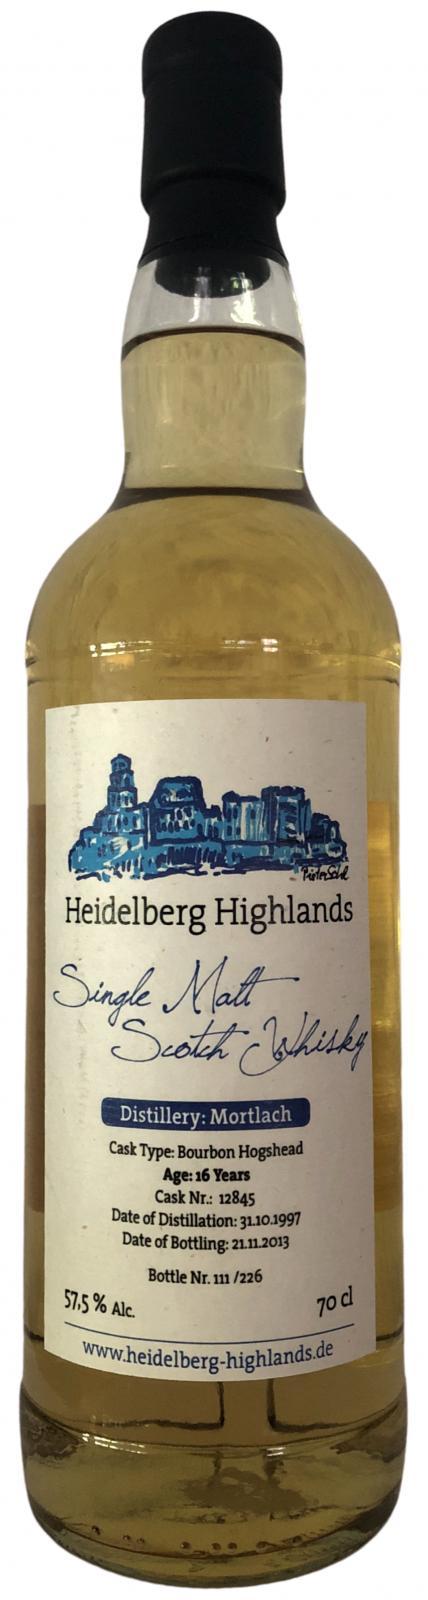 Heidelberg Highlands
Single Malt
Scotch Whisky
Distillery: Mortlach
Cask Type: Bourbon Hogshead
Age: 16 Years
Cask Nr.: 12845
Date of Distillation: 31.10.1997
Date of Bottling: 21.11.2013
Bottle Nr. 111 /226
57,5 % Alc. 70 cl
www.heidelberg-highlands.de